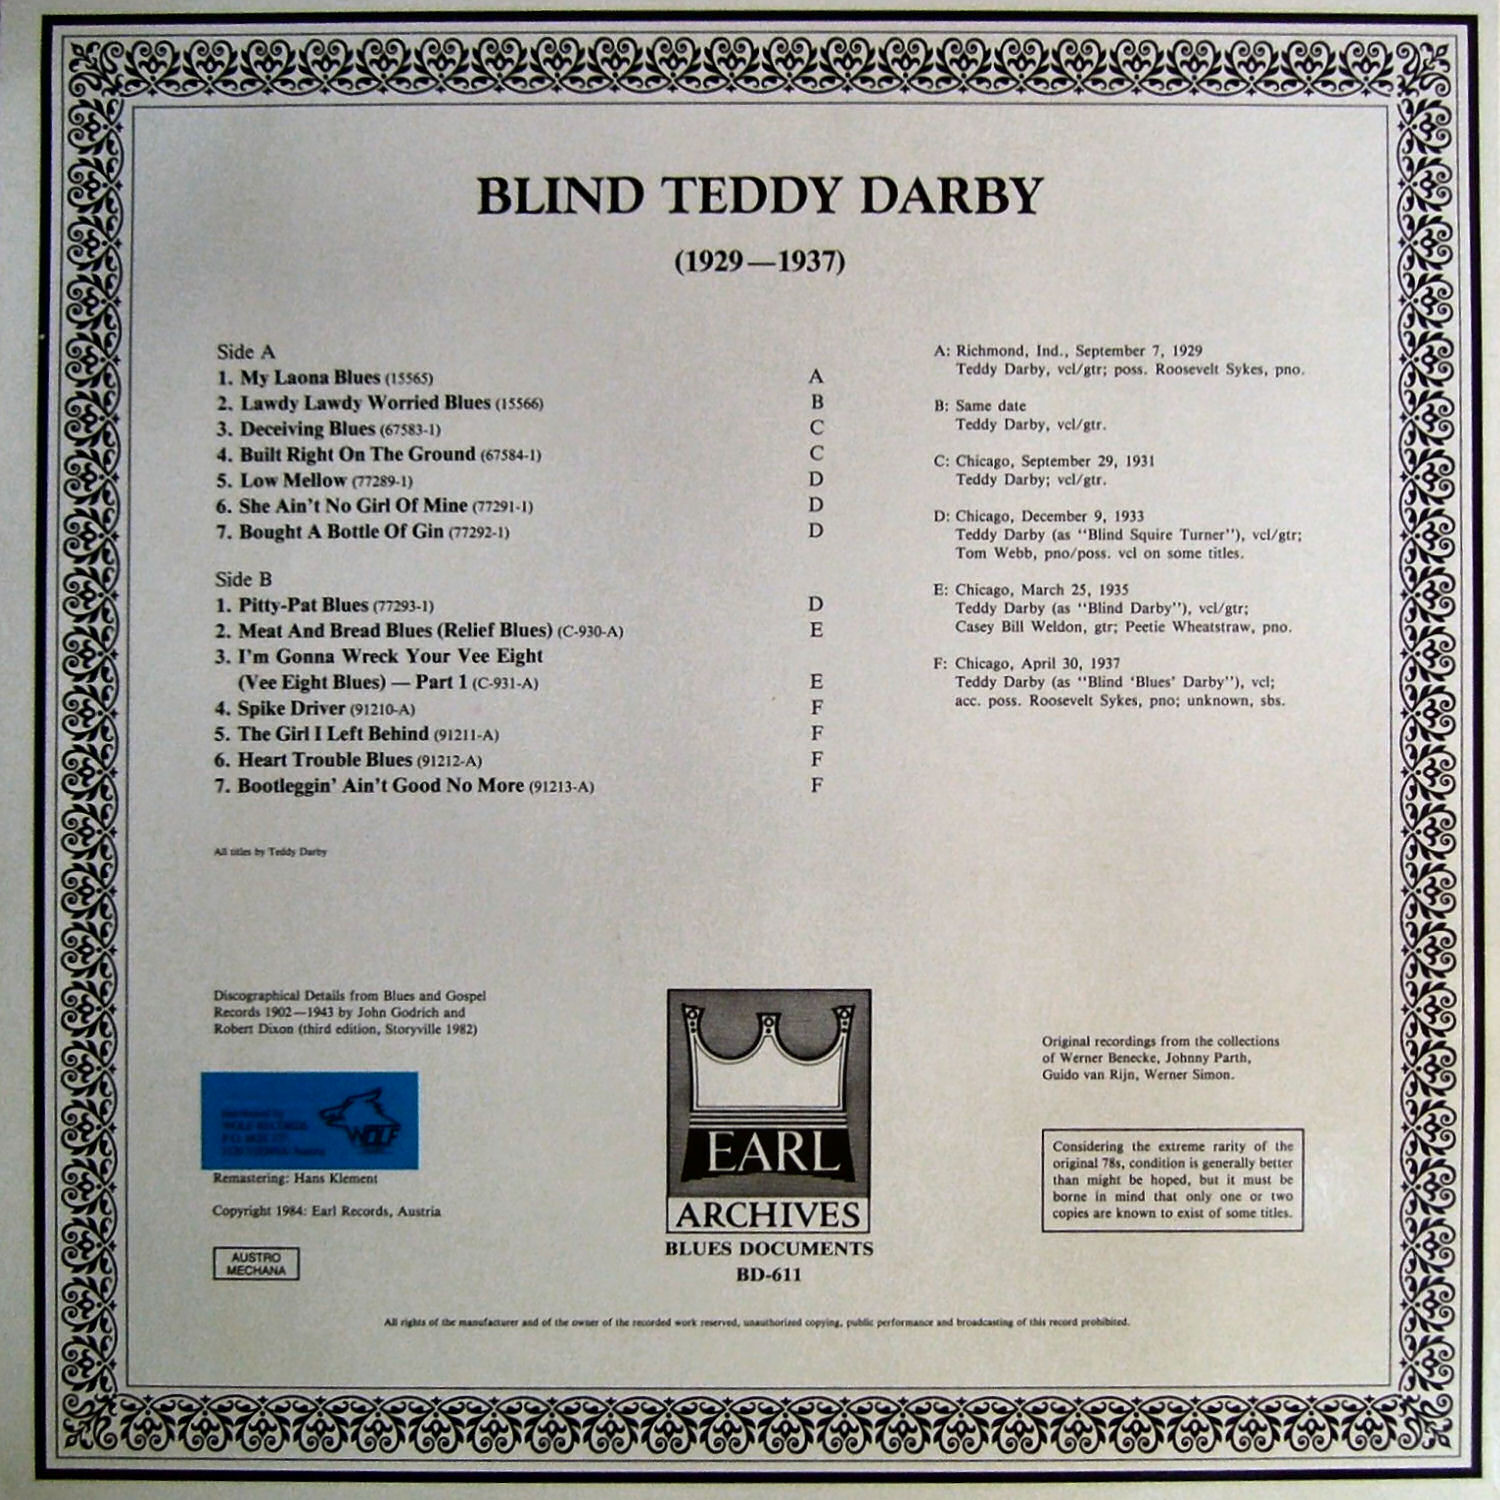 BLIND TEDDY DARBY
(1929—1937)
Side A
1. My Laona Blues (15565) A
2. Lawdy Lawdy Worried Blues (15566) B
3. Deceiving Blues (67583-1) C
4. Built Right On The Ground (67584-1) C
5. Low Mellow (77289-1) D
6. She Ain't No Girl Of Mine (77291-1) D
7. Bought A Bottle Of Gin (77292-1) D
Side B
1. Pitty-Pat Blues (77293-1) D
2. Meat And Bread Blues (Relief Blues) (C-930-A) E
3. I'm Gonna Wreck Your Vee Eight
(Vee Eight Blues) — Part 1 (C-931-A) E
4. Spike Driver (91210-A) F
5. The Girl I Left Behind (91211-A) F
6. Heart Trouble Blues (91212-A) F
7. Bootleggin' Ain't Good No More (91213-A) F
All titles by Teddy Darby
A: Richmond, Ind., September 7, 1929
Teddy Darby, vcl/gtr; poss. Roosevelt Sykes, pno.
B: Same date
Teddy Darby, vcl/gtr.
C: Chicago, September 29, 1931
Teddy Darby; vcl/gtr.
D: Chicago, December 9, 1933
Teddy Darby (as "Blind Squire Turner"), vcl/gtr;
Tom Webb, pno/poss. vcl on some titles.
E: Chicago, March 25, 1935
Teddy Darby (as "Blind Darby"), vcl/gtr;
Casey Bill Weldon, gtr; Peetie Wheatstraw, pno.
F: Chicago, April 30, 1937
Teddy Darby (as "Blind 'Blues' Darby"), vcl;
acc. poss. Roosevelt Sykes, pno; unknown, sbs.
Discographical Details from Blues and Gospel
Records 1902—1943 by John Godrich and
Robert Dixon (third edition, Storyville 1982)
WOLF RECORDS
P.O. BOX
WOLF
Remastering: Hans Klement
Copyright 1984: Earl Records, Austria
AUSTRO
MECHANA
EARL
ARCHIVES
BLUES DOCUMENTS
BD-611
Original recordings from the collections
of Werner Benecke, Johnny Parth,
Guido van Rijn, Werner Simon.
Considering the extreme rarity of the
original 78s, condition is generally better
than might be hoped, but it must be
borne in mind that only one or two
copies are known to exist of some titles.
All rights of the manufacturer and of the owner of the recorded work reserved, unauthorized copying, public performance and broadcasting of this record prohibited.